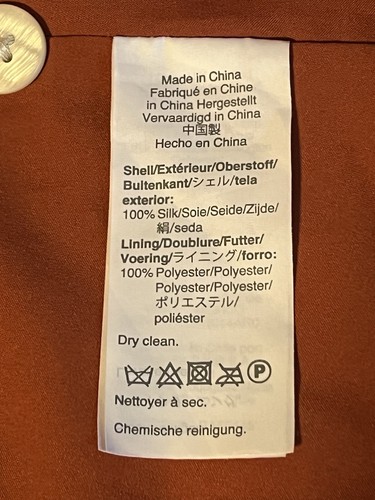 Made in China
Fabriqué en Chine
in China Hergestellt
Vervaardigd in China
中国製
Hecho en China
Shell/Extérieur/Oberstoff/
Buitenkant/シェル/tela
exterior:
100% Silk/Soie/Seide/Zijde/
絹/seda
Lining/Doublure/Futter/
Voering/ライニング/forro:
100% Polyester/Polyester/
Polyester/Polyester/
ポリエステル/
poliéster
Dry clean.
P
Nettoyer à sec.
Chemische reinigung.